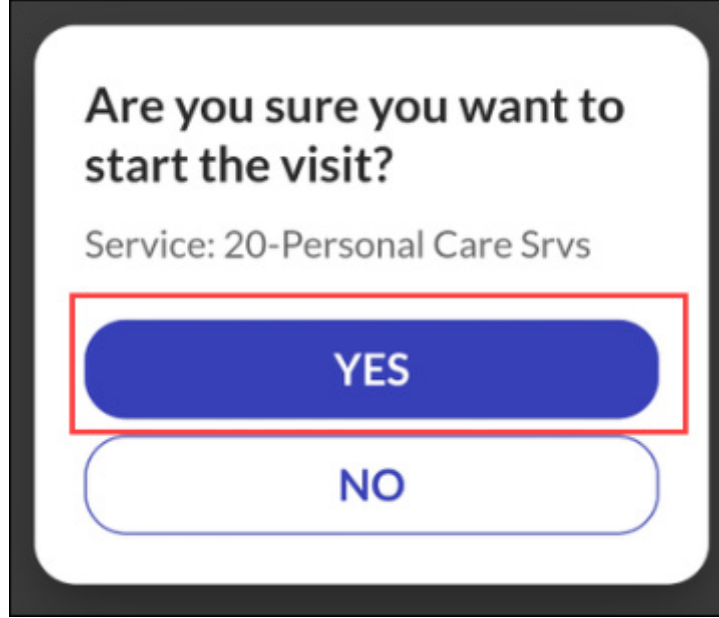 Are you sure you want to
start the visit?
Service: 20-Personal Care Srvs
YES
NO